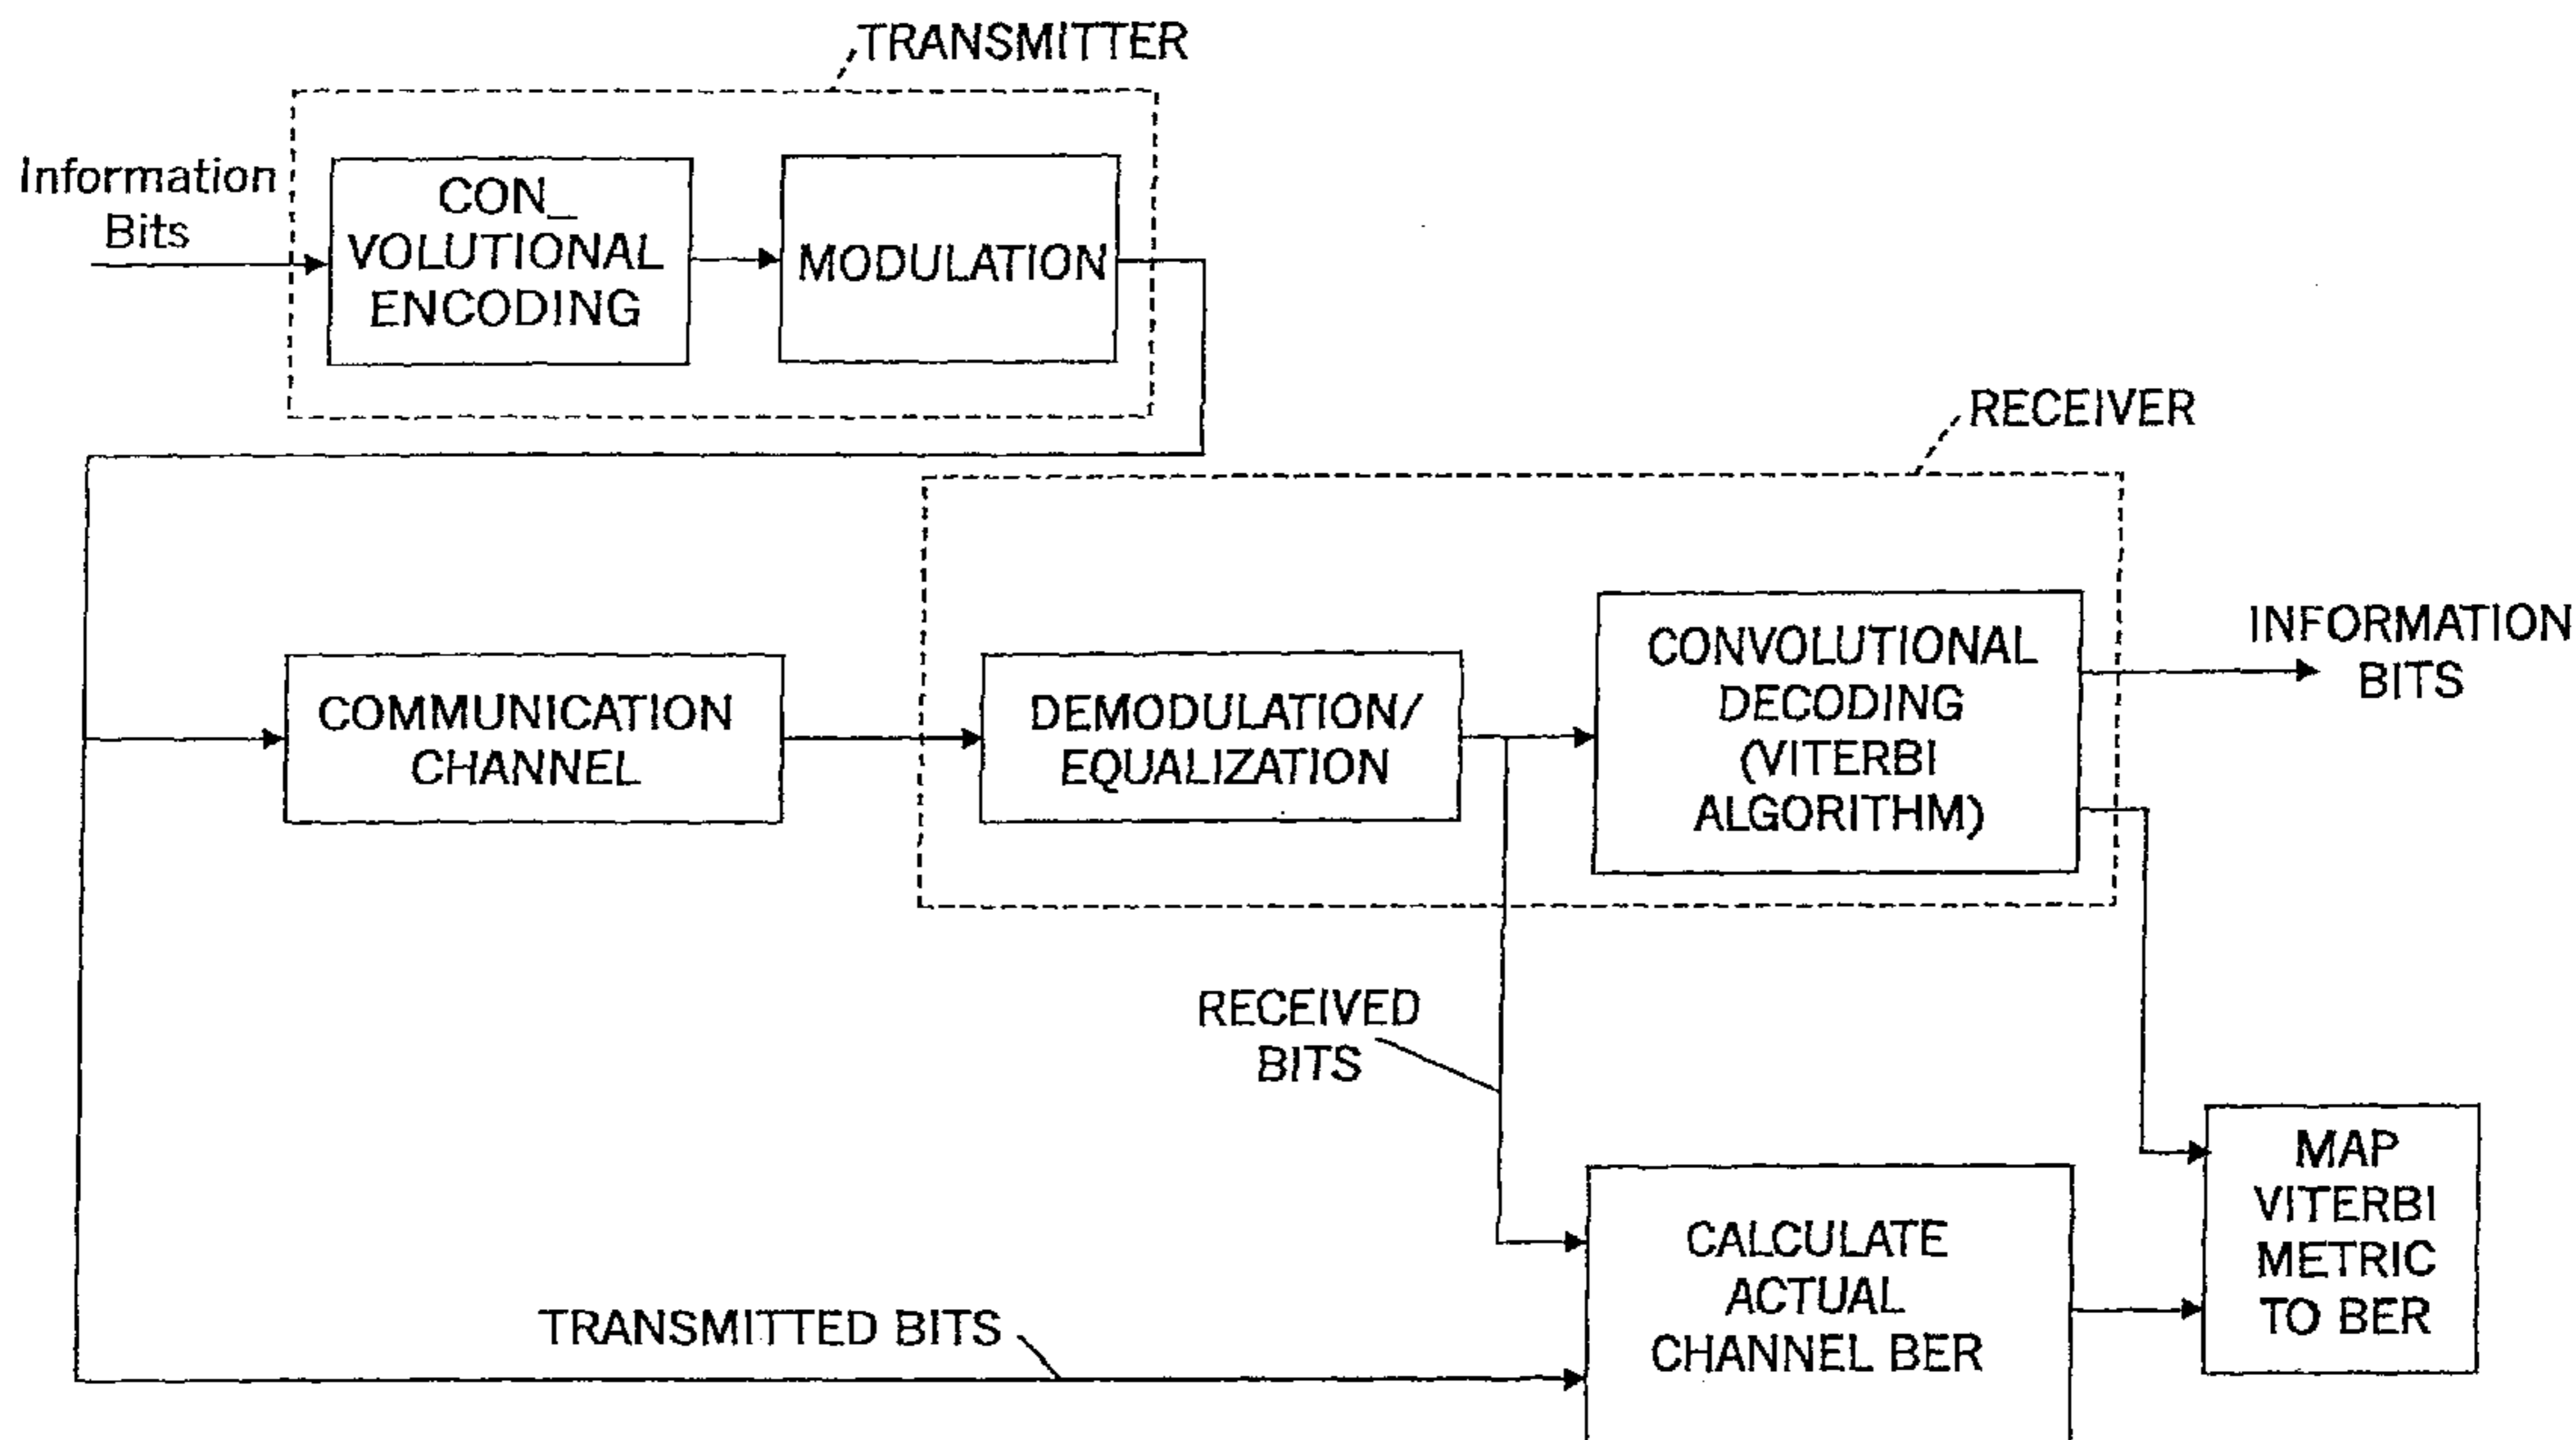 TRANSMITTER
Information
Bits
CON_
VOLUTIONAL
ENCODING
MODULATION
RECEIVER
COMMUNICATION
CHANNEL
DEMODULATION/
EQUALIZATION
CONVOLUTIONAL
DECODING
(VITERBI
ALGORITHM)
INFORMATION
BITS
RECEIVED
BITS
TRANSMITTED BITS
CALCULATE
ACTUAL
CHANNEL BER
MAP
VITERBI
METRIC
TO BER